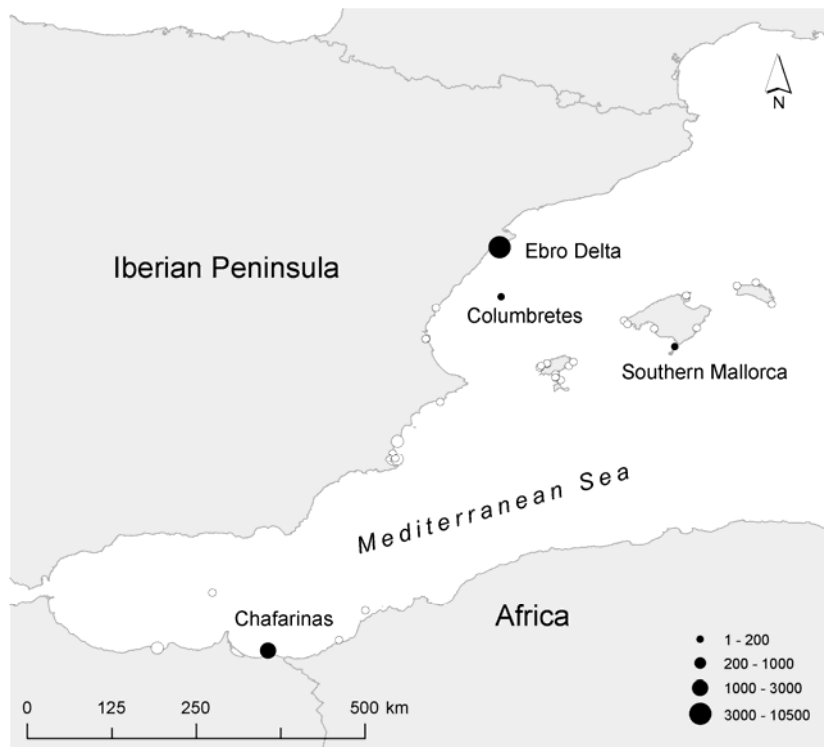 N
Ebro Delta
Iberian Peninsula
Columbretes
Southern Mallorca
Mediterranean Sea
Chafarinas
Africa
1 - 200
200 - 1000
1000 - 3000
3000 - 10500
0 125 250 500 km